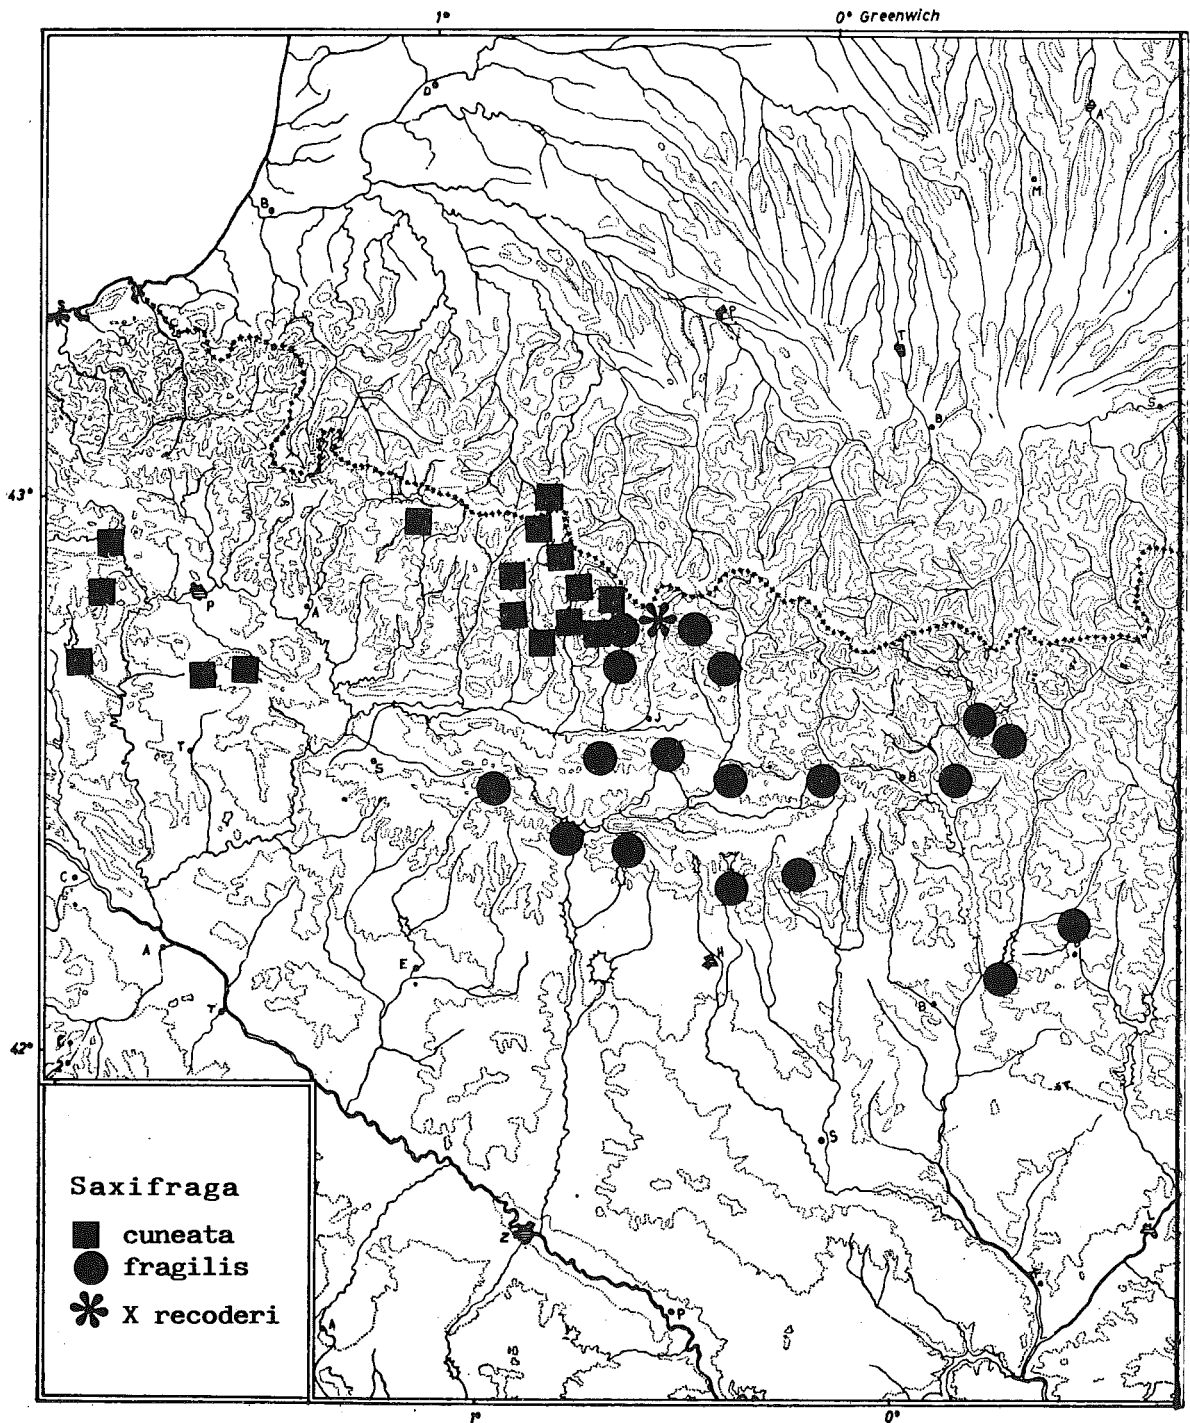 1° 0° Greenwich
D
A
M
B
S
P
T
S
B
43°
P
A
J
T
S
B
C
A
H
E
T
B
42°
S
Z
L
P
A
Saxifraga
cuneata
fragilis
X recoderi
1° 0°